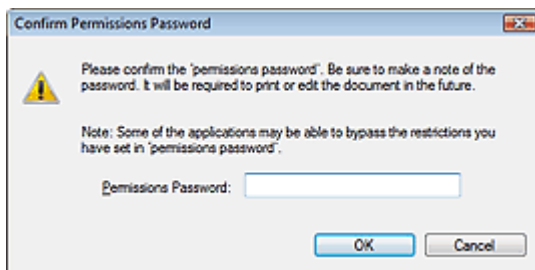 Confirm Permissions Password
Please confirm the 'permissions password'. Be sure to make a note of the
password. It will be required to print or edit the document in the future.
Note: Some of the applications may be able to bypass the restrictions you
have set in 'permissions password'.
Permissions Password:
OK Cancel